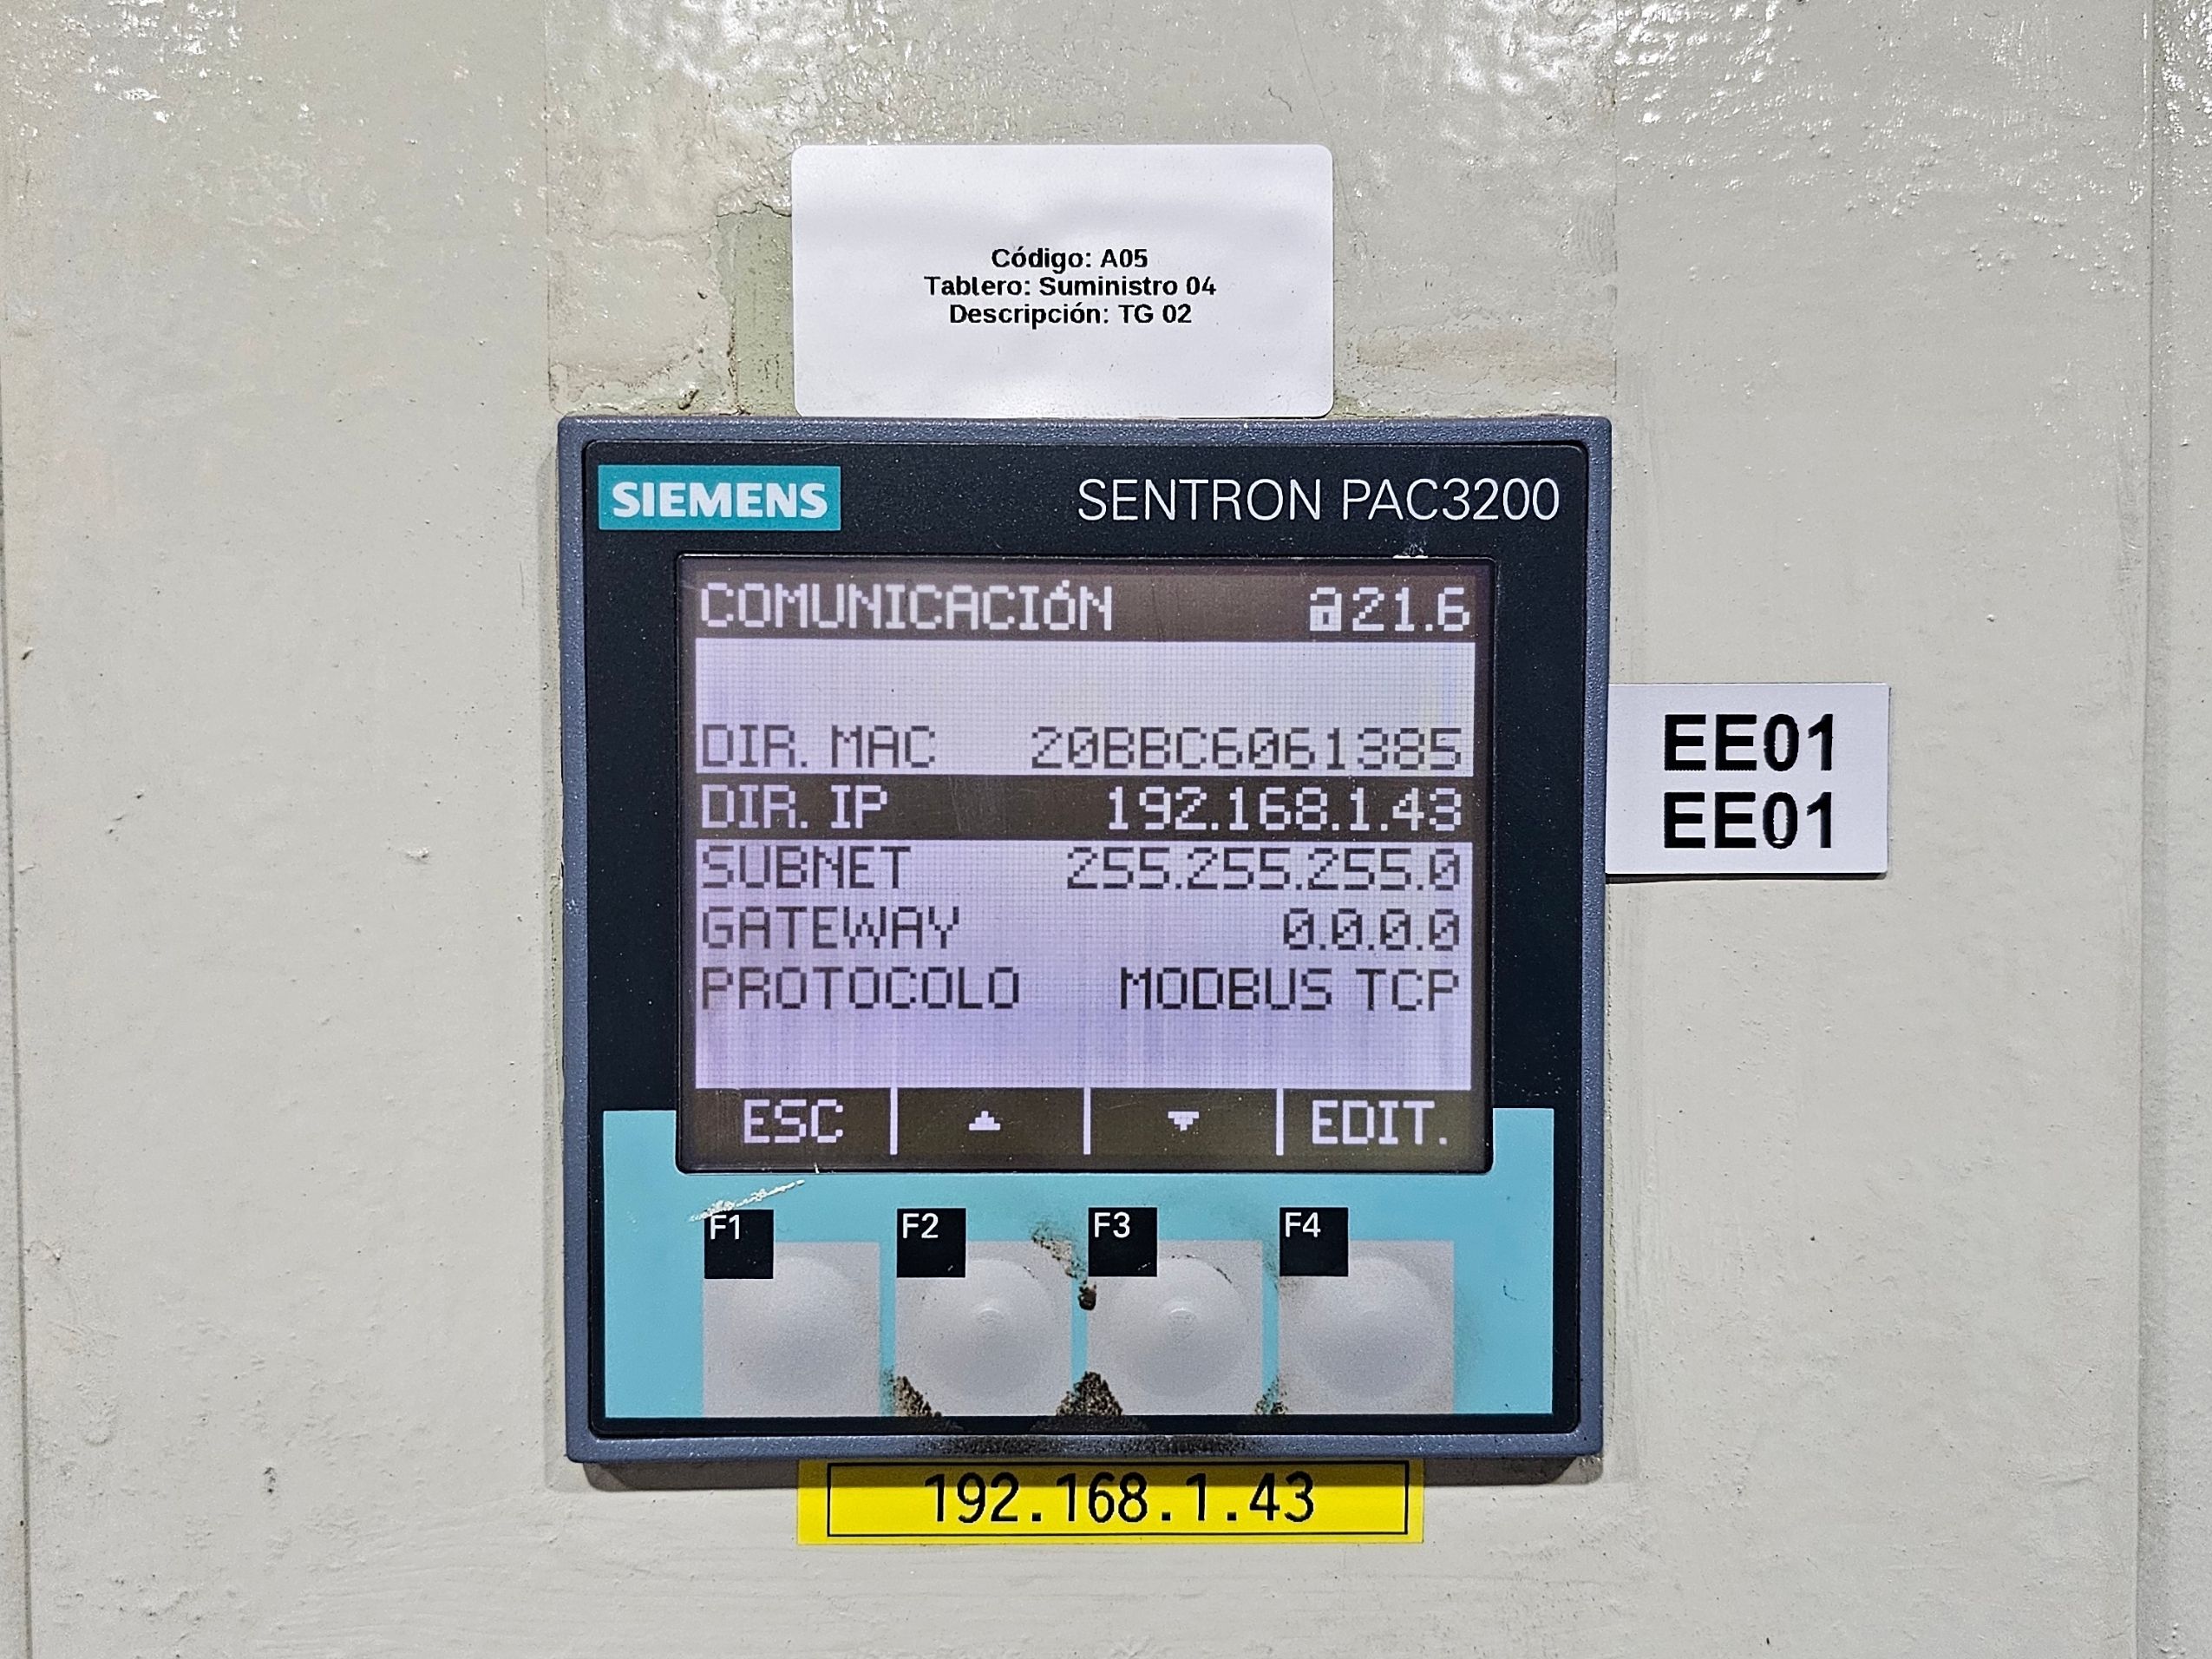 Código: A05
Tablero: Suministro 04
Descripción: TG 02
SIEMENS
SENTRON PAC3200
COMUNICACIÓN 21.6
DIR. MAC 20BBC6061385
DIR. IP 192.168.1.43
SUBNET 255.255.255.0
GATEWAY 0.0.0.0
PROTOCOLO MODBUS TCP
ESC EDIT.
F1 F2 F3 F4
EE01
EE01
192.168.1.43